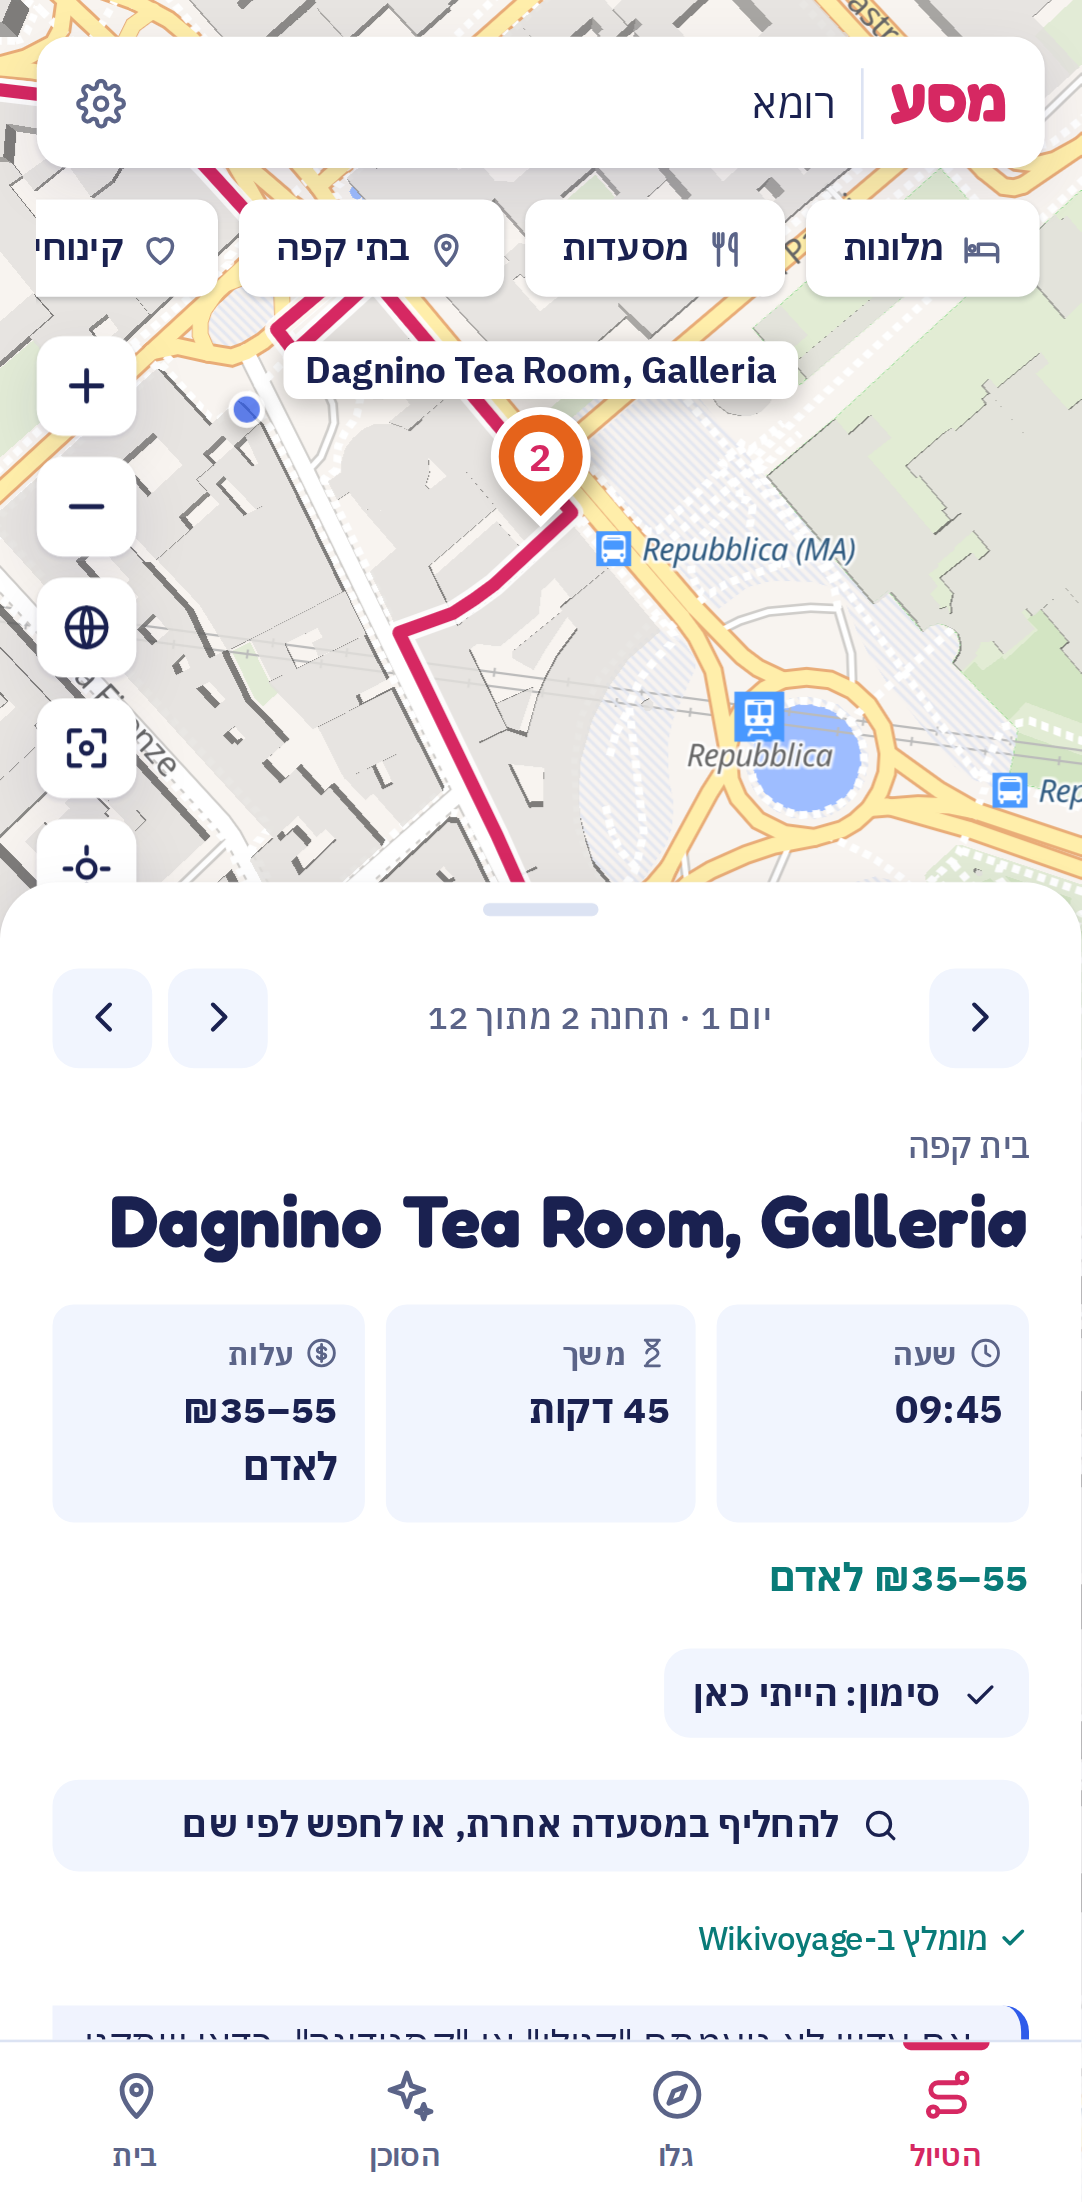 מסע
רומא
מלונות
מסעדות
בתי קפה
קינוחי
Dagnino Tea Room, Galleria
2
Repubblica (MA)
Repubblica
Rep
יום 1 · תחנה 2 מתוך 12
בית קפה
Dagnino Tea Room, Galleria
שעה
09:45
משך
45 דקות
עלות
₪35–55
לאדם
₪35–55 לאדם
סימון: הייתי כאן
להחליף במסעדה אחרת, או לחפש לפי שם
מומלץ ב-Wikivoyage
הטיול
גלו
הסוכן
בית